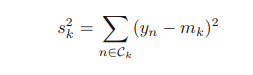 $s_k^2 = \sum_{n \in \mathcal{C}_k} (y_n - m_k)^2$